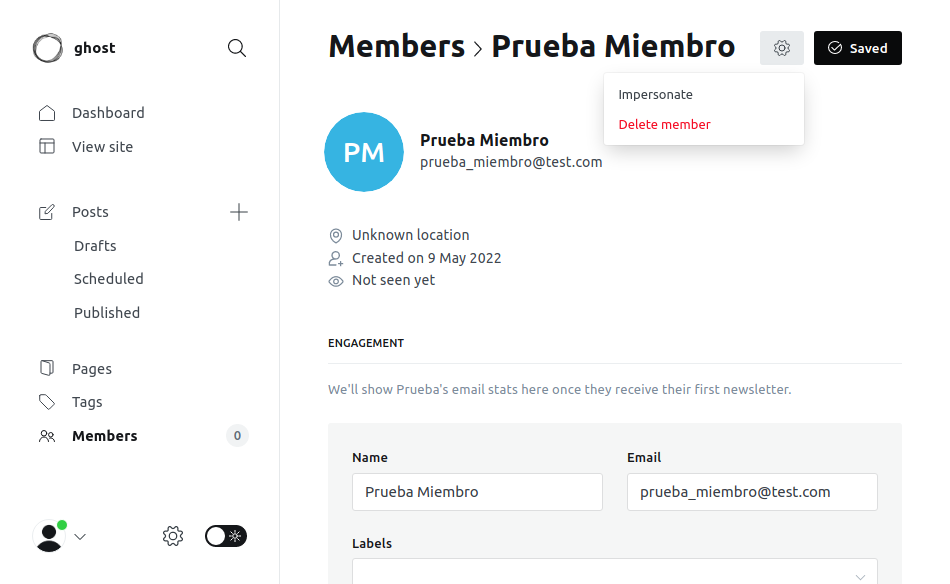 ghost
Dashboard
View site
Posts
Drafts
Scheduled
Published
Pages
Tags
Members 0
Members > Prueba Miembro
Saved
Impersonate
Delete member
PM
Prueba Miembro
prueba_miembro@test.com
Unknown location
Created on 9 May 2022
Not seen yet
ENGAGEMENT
We'll show Prueba's email stats here once they receive their first newsletter.
Name Email
Prueba Miembro prueba_miembro@test.com
Labels